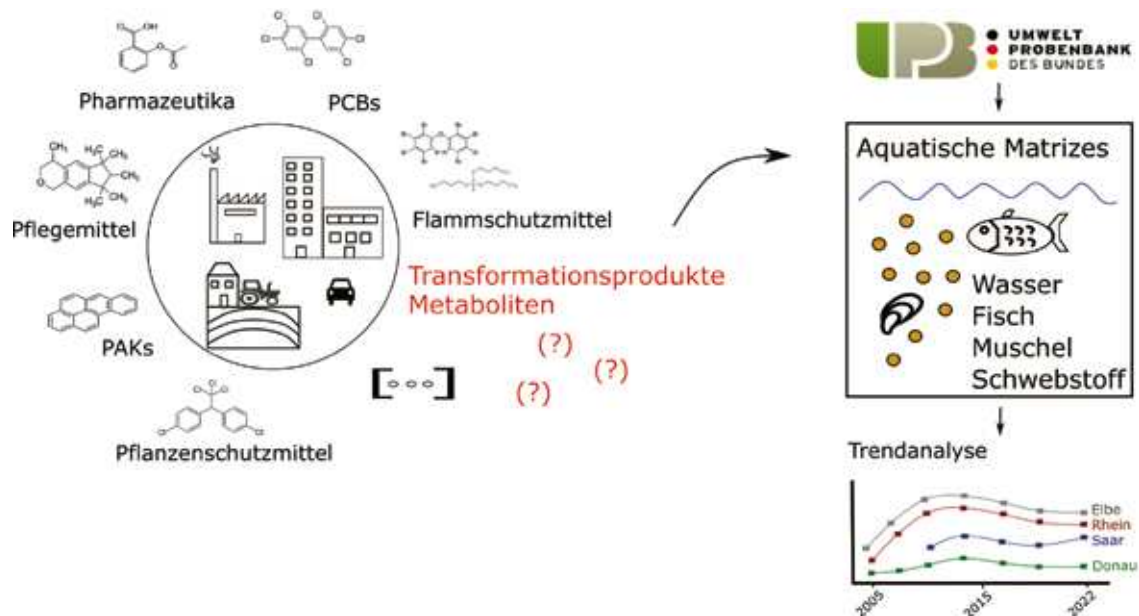 Pharmazeutika
PCBs
Pflegemittel
Flammschutzmittel
Transformationsprodukte
Metaboliten
(?)
(?)
(?)
PAKs
Pflanzenschutzmittel
UPB
UMWELT
PROBENBANK
DES BUNDES
Aquatische Matrizes
Wasser
Fisch
Muschel
Schwebstoff
Trendanalyse
Elbe
Rhein
Saar
Donau
2005
2015
2022